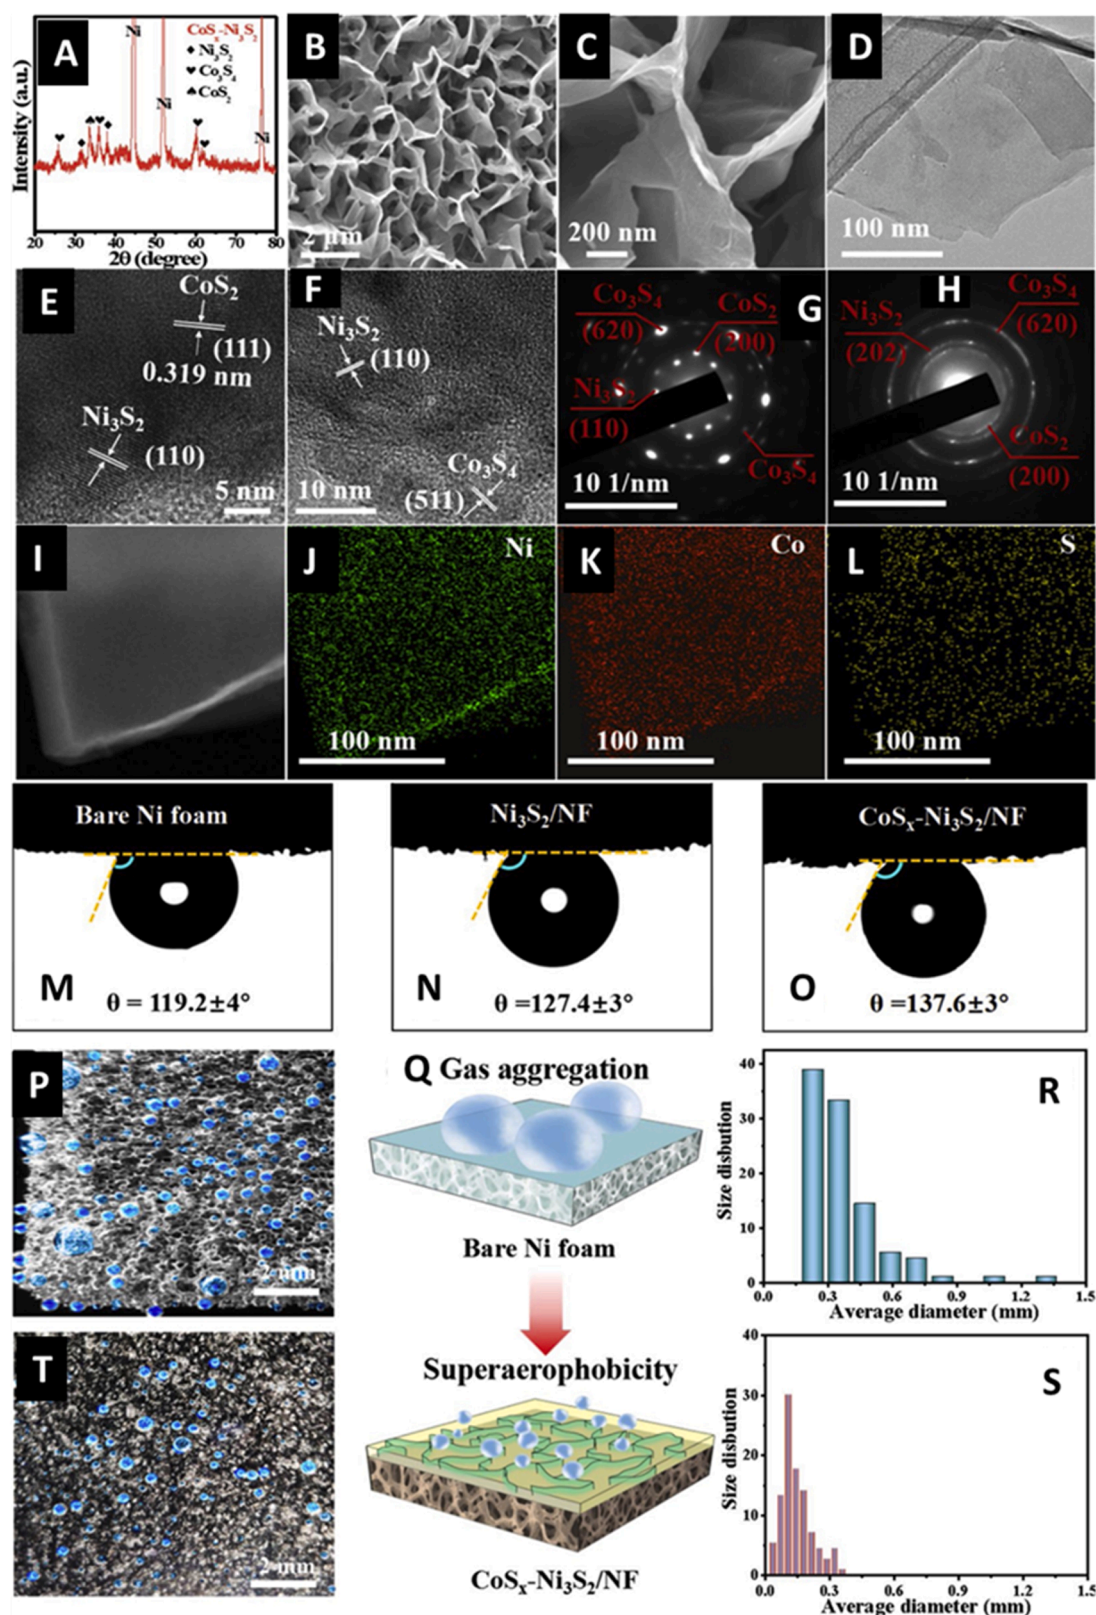 A
CoSₓ-Ni₃S₂
♦ Ni₃S₂
♥ Co₃S₄
♠ CoS₂
Ni
Ni
Ni
Intensity (a.u.)
20 30 40 50 60 70 80
2θ (degree)
B
2 μm
C
200 nm
D
100 nm
E
CoS₂
(111)
0.319 nm
Ni₃S₂
(110)
5 nm
F
Ni₃S₂
(110)
Co₃S₄
(511)
10 nm
G
Co₃S₄
(620)
CoS₂
(200)
Ni₃S₂
(110)
Co₃S₄
10 1/nm
H
Co₃S₄
(620)
Ni₃S₂
(202)
CoS₂
(200)
10 1/nm
I
J
Ni
100 nm
K
Co
100 nm
L
S
100 nm
Bare Ni foam
M
θ = 119.2±4°
Ni₃S₂/NF
N
θ =127.4±3°
CoSₓ-Ni₃S₂/NF
O
θ =137.6±3°
P
2 mm
Q Gas aggregation
Bare Ni foam
Superaerophobicity
CoSₓ-Ni₃S₂/NF
R
Size disbution
40
30
20
10
0
0.0 0.3 0.6 0.9 1.2 1.5
Average diameter (mm)
T
2 mm
S
Size disbution
40
30
20
10
0
0.0 0.3 0.6 0.9 1.2 1.5
Average diameter (mm)